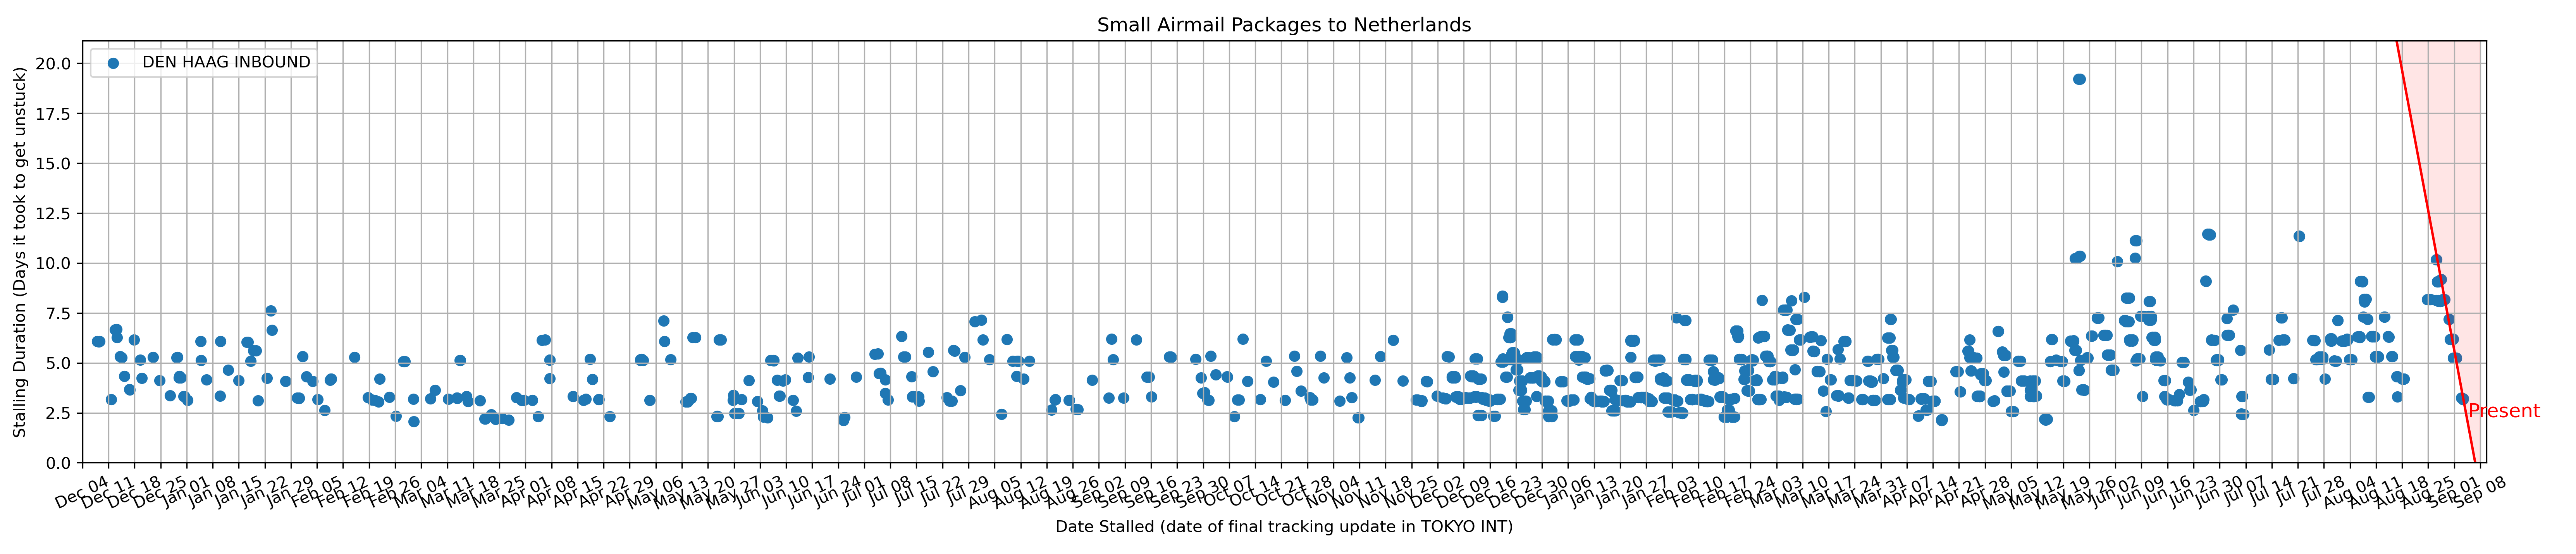 Small Airmail Packages to Netherlands
DEN HAAG INBOUND
Stalling Duration (Days it took to get unstuck)
20.0
17.5
15.0
12.5
10.0
7.5
5.0
2.5
0.0
Present
Dec 04 Dec 11 Dec 18 Dec 25 Jan 01 Jan 08 Jan 15 Jan 22 Jan 29 Feb 05 Feb 12 Feb 19 Feb 26 Mar 04 Mar 11 Mar 18 Mar 25 Apr 01 Apr 08 Apr 15 Apr 22 Apr 29 May 06 May 13 May 20 May 27 Jun 03 Jun 10 Jun 17 Jun 24 Jul 01 Jul 08 Jul 15 Jul 22 Jul 29 Aug 05 Aug 12 Aug 19 Aug 26 Sep 02 Sep 09 Sep 16 Sep 23 Sep 30 Oct 07 Oct 14 Oct 21 Oct 28 Nov 04 Nov 11 Nov 18 Nov 25 Dec 02 Dec 09 Dec 16 Dec 23 Dec 30 Jan 06 Jan 13 Jan 20 Jan 27 Feb 03 Feb 10 Feb 17 Feb 24 Mar 03 Mar 10 Mar 17 Mar 24 Mar 31 Apr 07 Apr 14 Apr 21 Apr 28 May 05 May 12 May 19 May 26 Jun 02 Jun 09 Jun 16 Jun 23 Jun 30 Jul 07 Jul 14 Jul 21 Jul 28 Aug 04 Aug 11 Aug 18 Aug 25 Sep 01 Sep 08
Date Stalled (date of final tracking update in TOKYO INT)